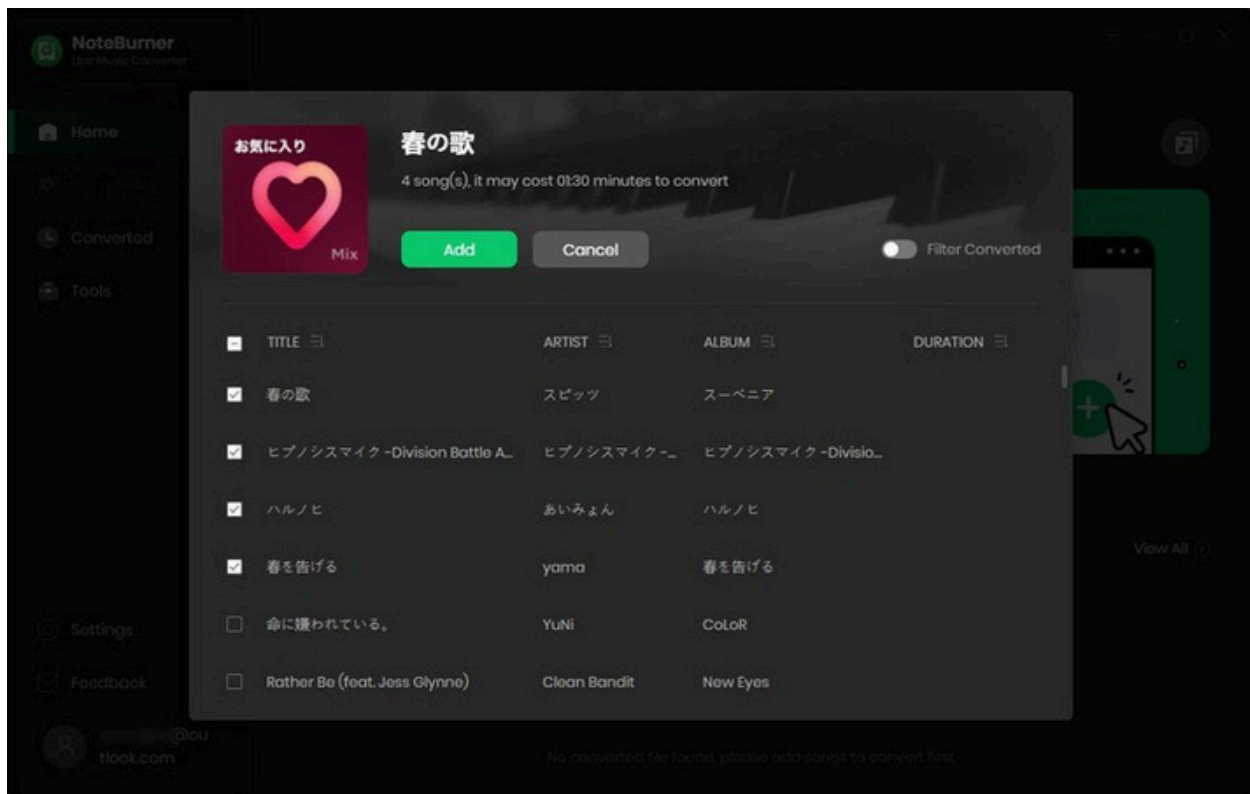 NoteBurner
Line Music Converter
Home
Converted
Tools
Settings
Feedback
@ou
tlook.com
お気に入り
Mix
春の歌
4 song(s), it may cost 01:30 minutes to convert
Add
Cancel
Filter Converted
TITLE ARTIST ALBUM DURATION
春の歌 スピッツ スーベニア
ヒプノシスマイク -Division Battle A... ヒプノシスマイク -... ヒプノシスマイク -Divisio...
ハルノヒ あいみょん ハルノヒ
春を告げる yama 春を告げる
命に嫌われている。 YuNi CoLoR
Rather Be (feat. Jess Glynne) Clean Bandit New Eyes
View All
No converted file found, please add songs to convert first.